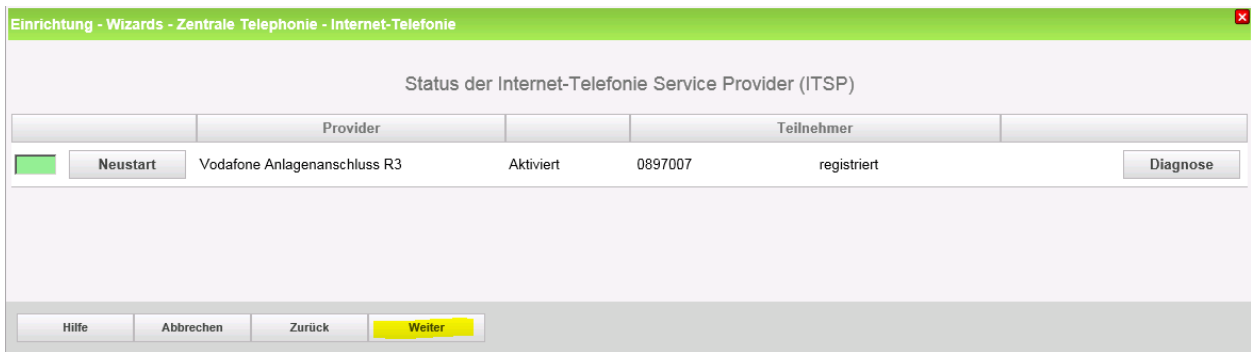 Einrichtung - Wizards - Zentrale Telephonie - Internet-Telefonie
Status der Internet-Telefonie Service Provider (ITSP)
Provider Teilnehmer
Neustart Vodafone Anlagenanschluss R3 Aktiviert 0897007 registriert Diagnose
Hilfe Abbrechen Zurück Weiter